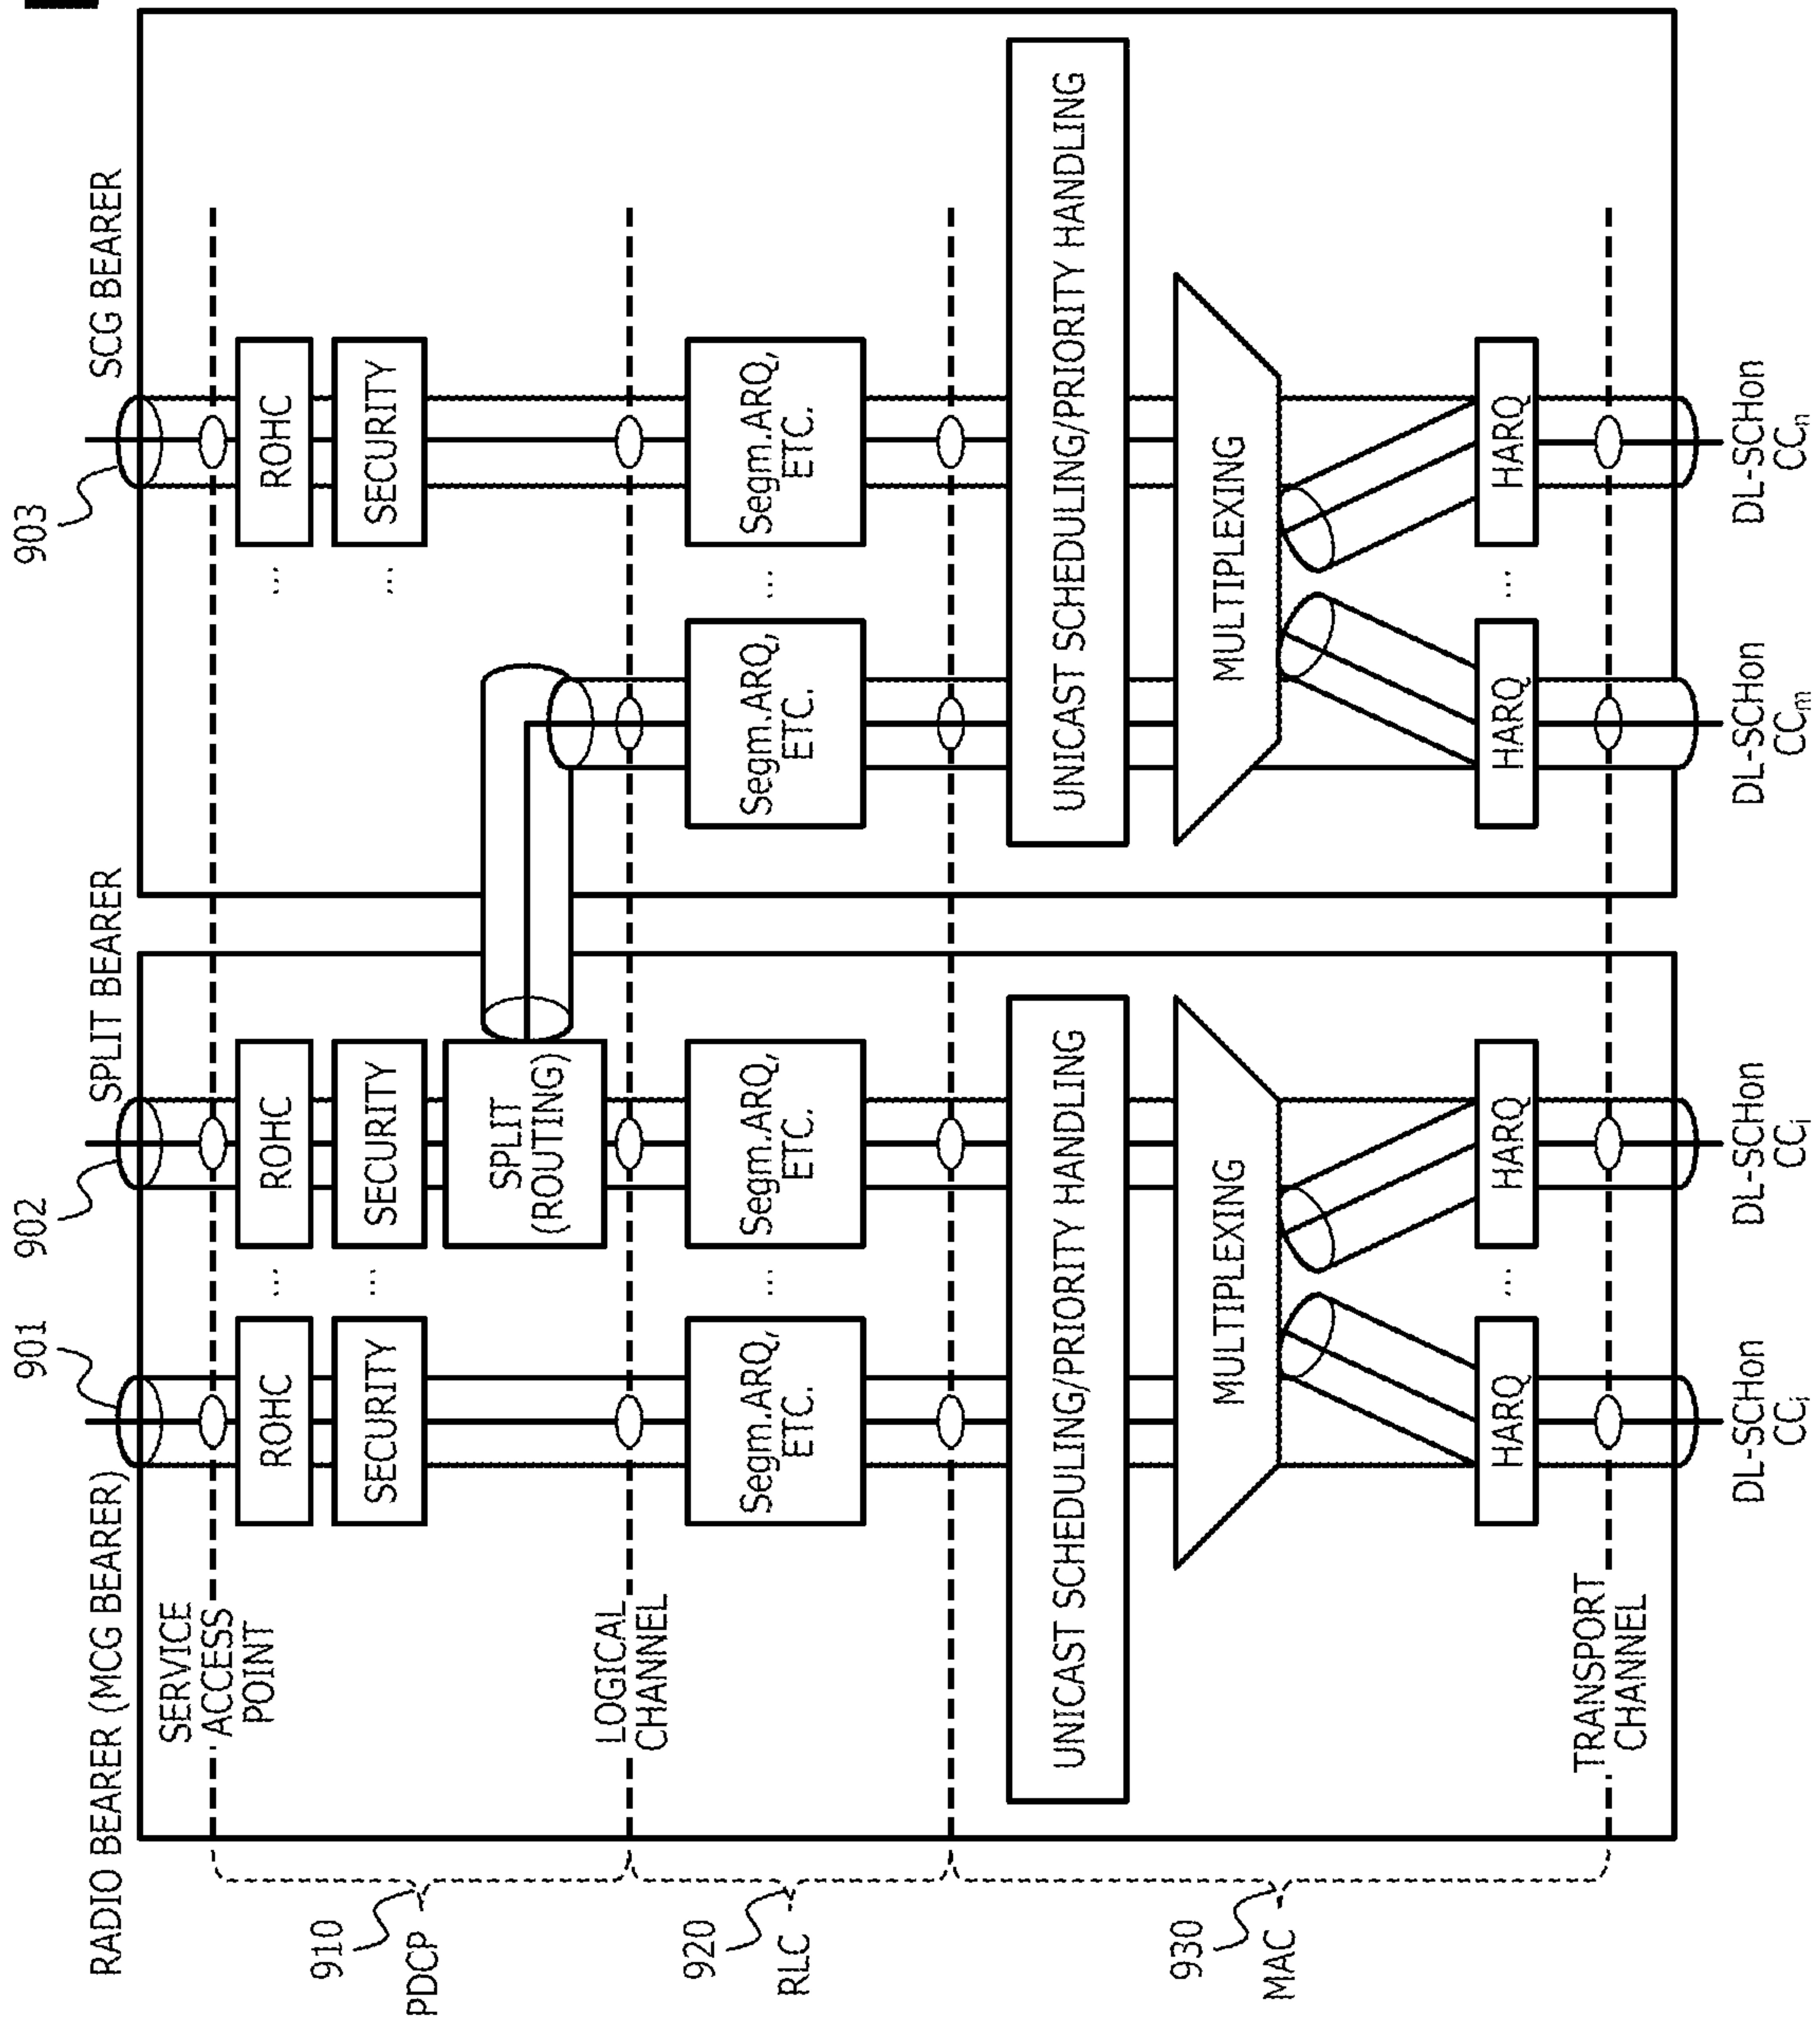 903
902
901
RADIO BEARER (MCG BEARER)
SPLIT BEARER
SCG BEARER
SERVICE
ACCESS
POINT
ROHC
...
ROHC
ROHC
...
SECURITY
...
SECURITY
SECURITY
...
910
PDCP
SPLIT
(ROUTING)
LOGICAL
CHANNEL
Segm.ARQ,
ETC.
...
Segm.ARQ,
ETC.
Segm.ARQ,
ETC.
...
Segm.ARQ,
ETC.
920
RLC
UNICAST SCHEDULING/PRIORITY HANDLING
UNICAST SCHEDULING/PRIORITY HANDLING
MULTIPLEXING
MULTIPLEXING
930
MAC
HARQ
...
HARQ
HARQ
...
HARQ
TRANSPORT
CHANNEL
DL-SCHon
CCi
DL-SCHon
DL-SCHon
CCm
DL-SCHon
CCn